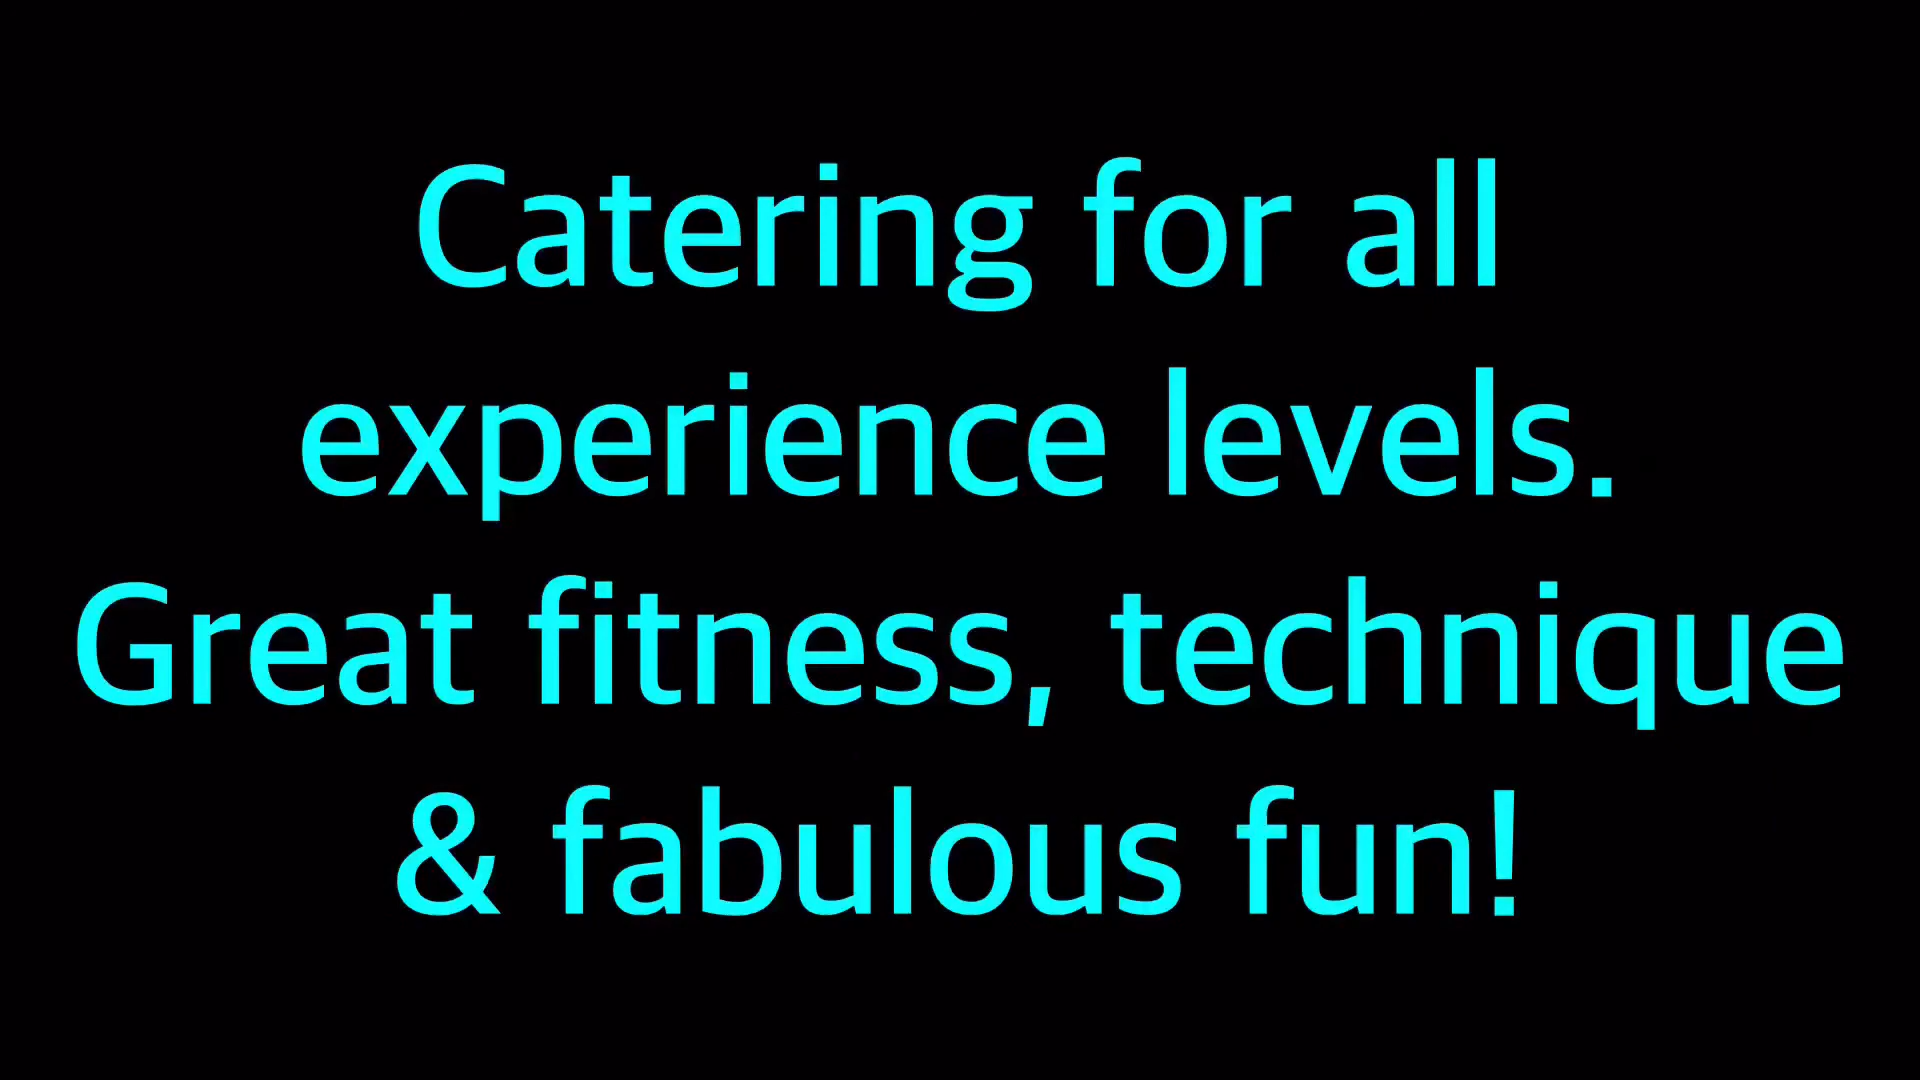 Catering for all
experience levels.
Great fitness, technique
& fabulous fun!